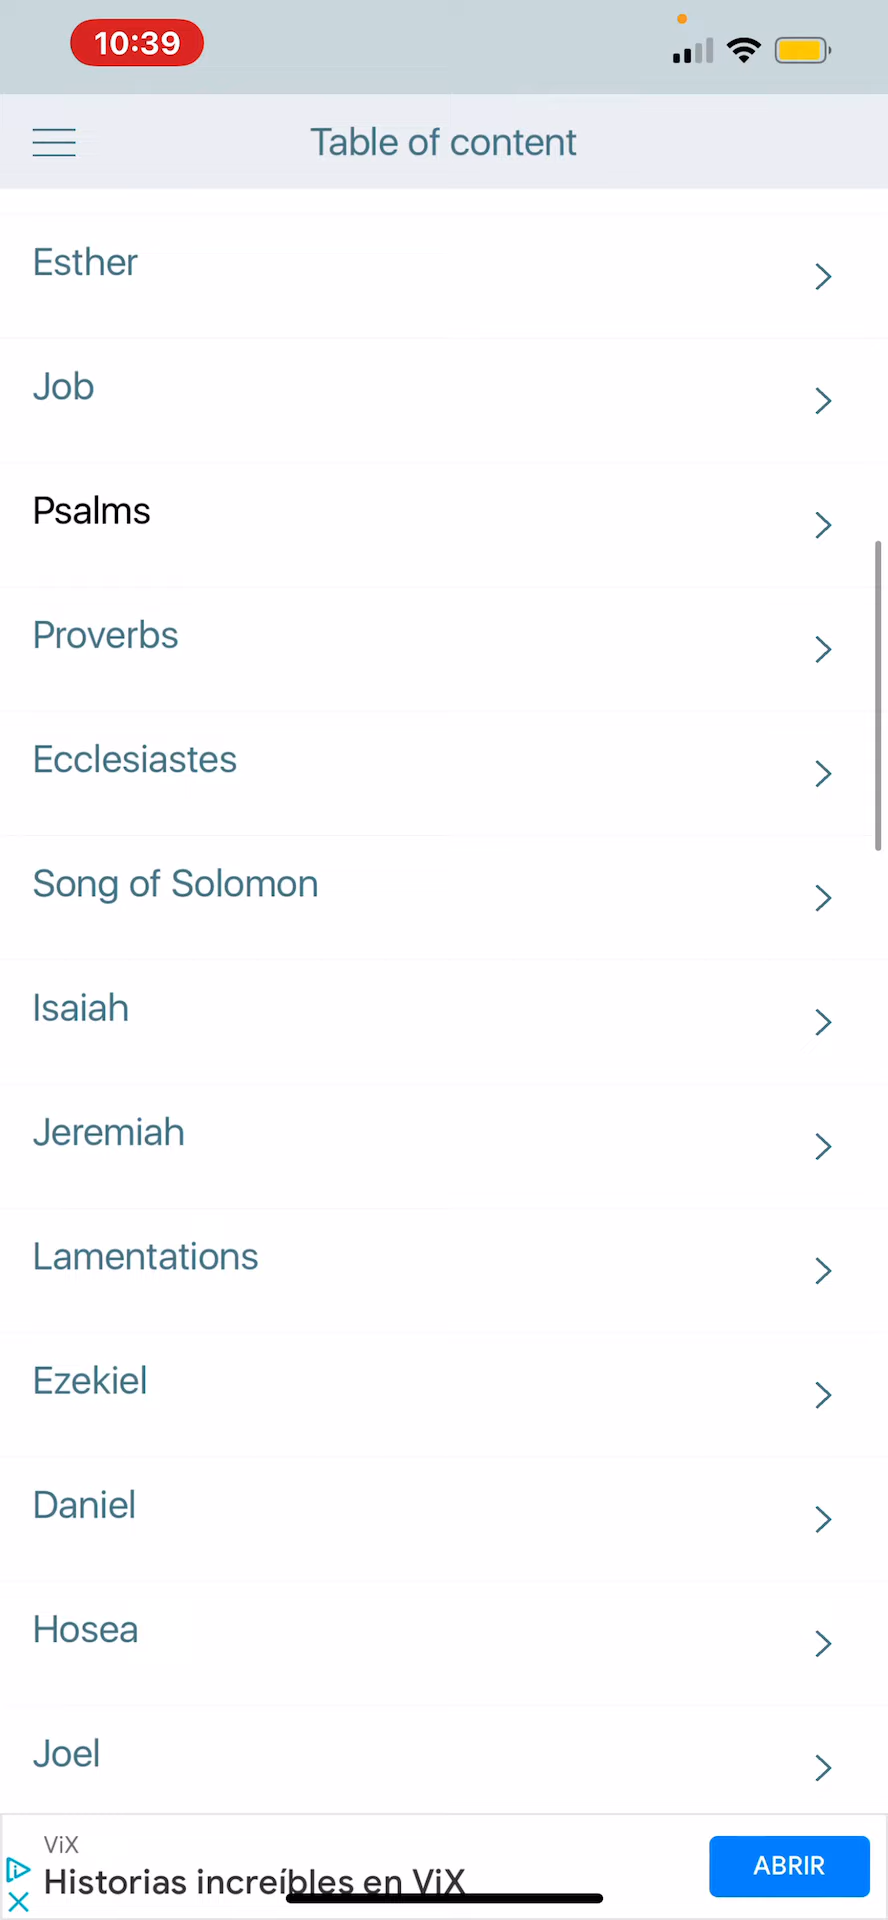 10:39
Table of content
Esther
Job
Psalms
Proverbs
Ecclesiastes
Song of Solomon
Isaiah
Jeremiah
Lamentations
Ezekiel
Daniel
Hosea
Joel
ViX
Historias increíbles en ViX
ABRIR